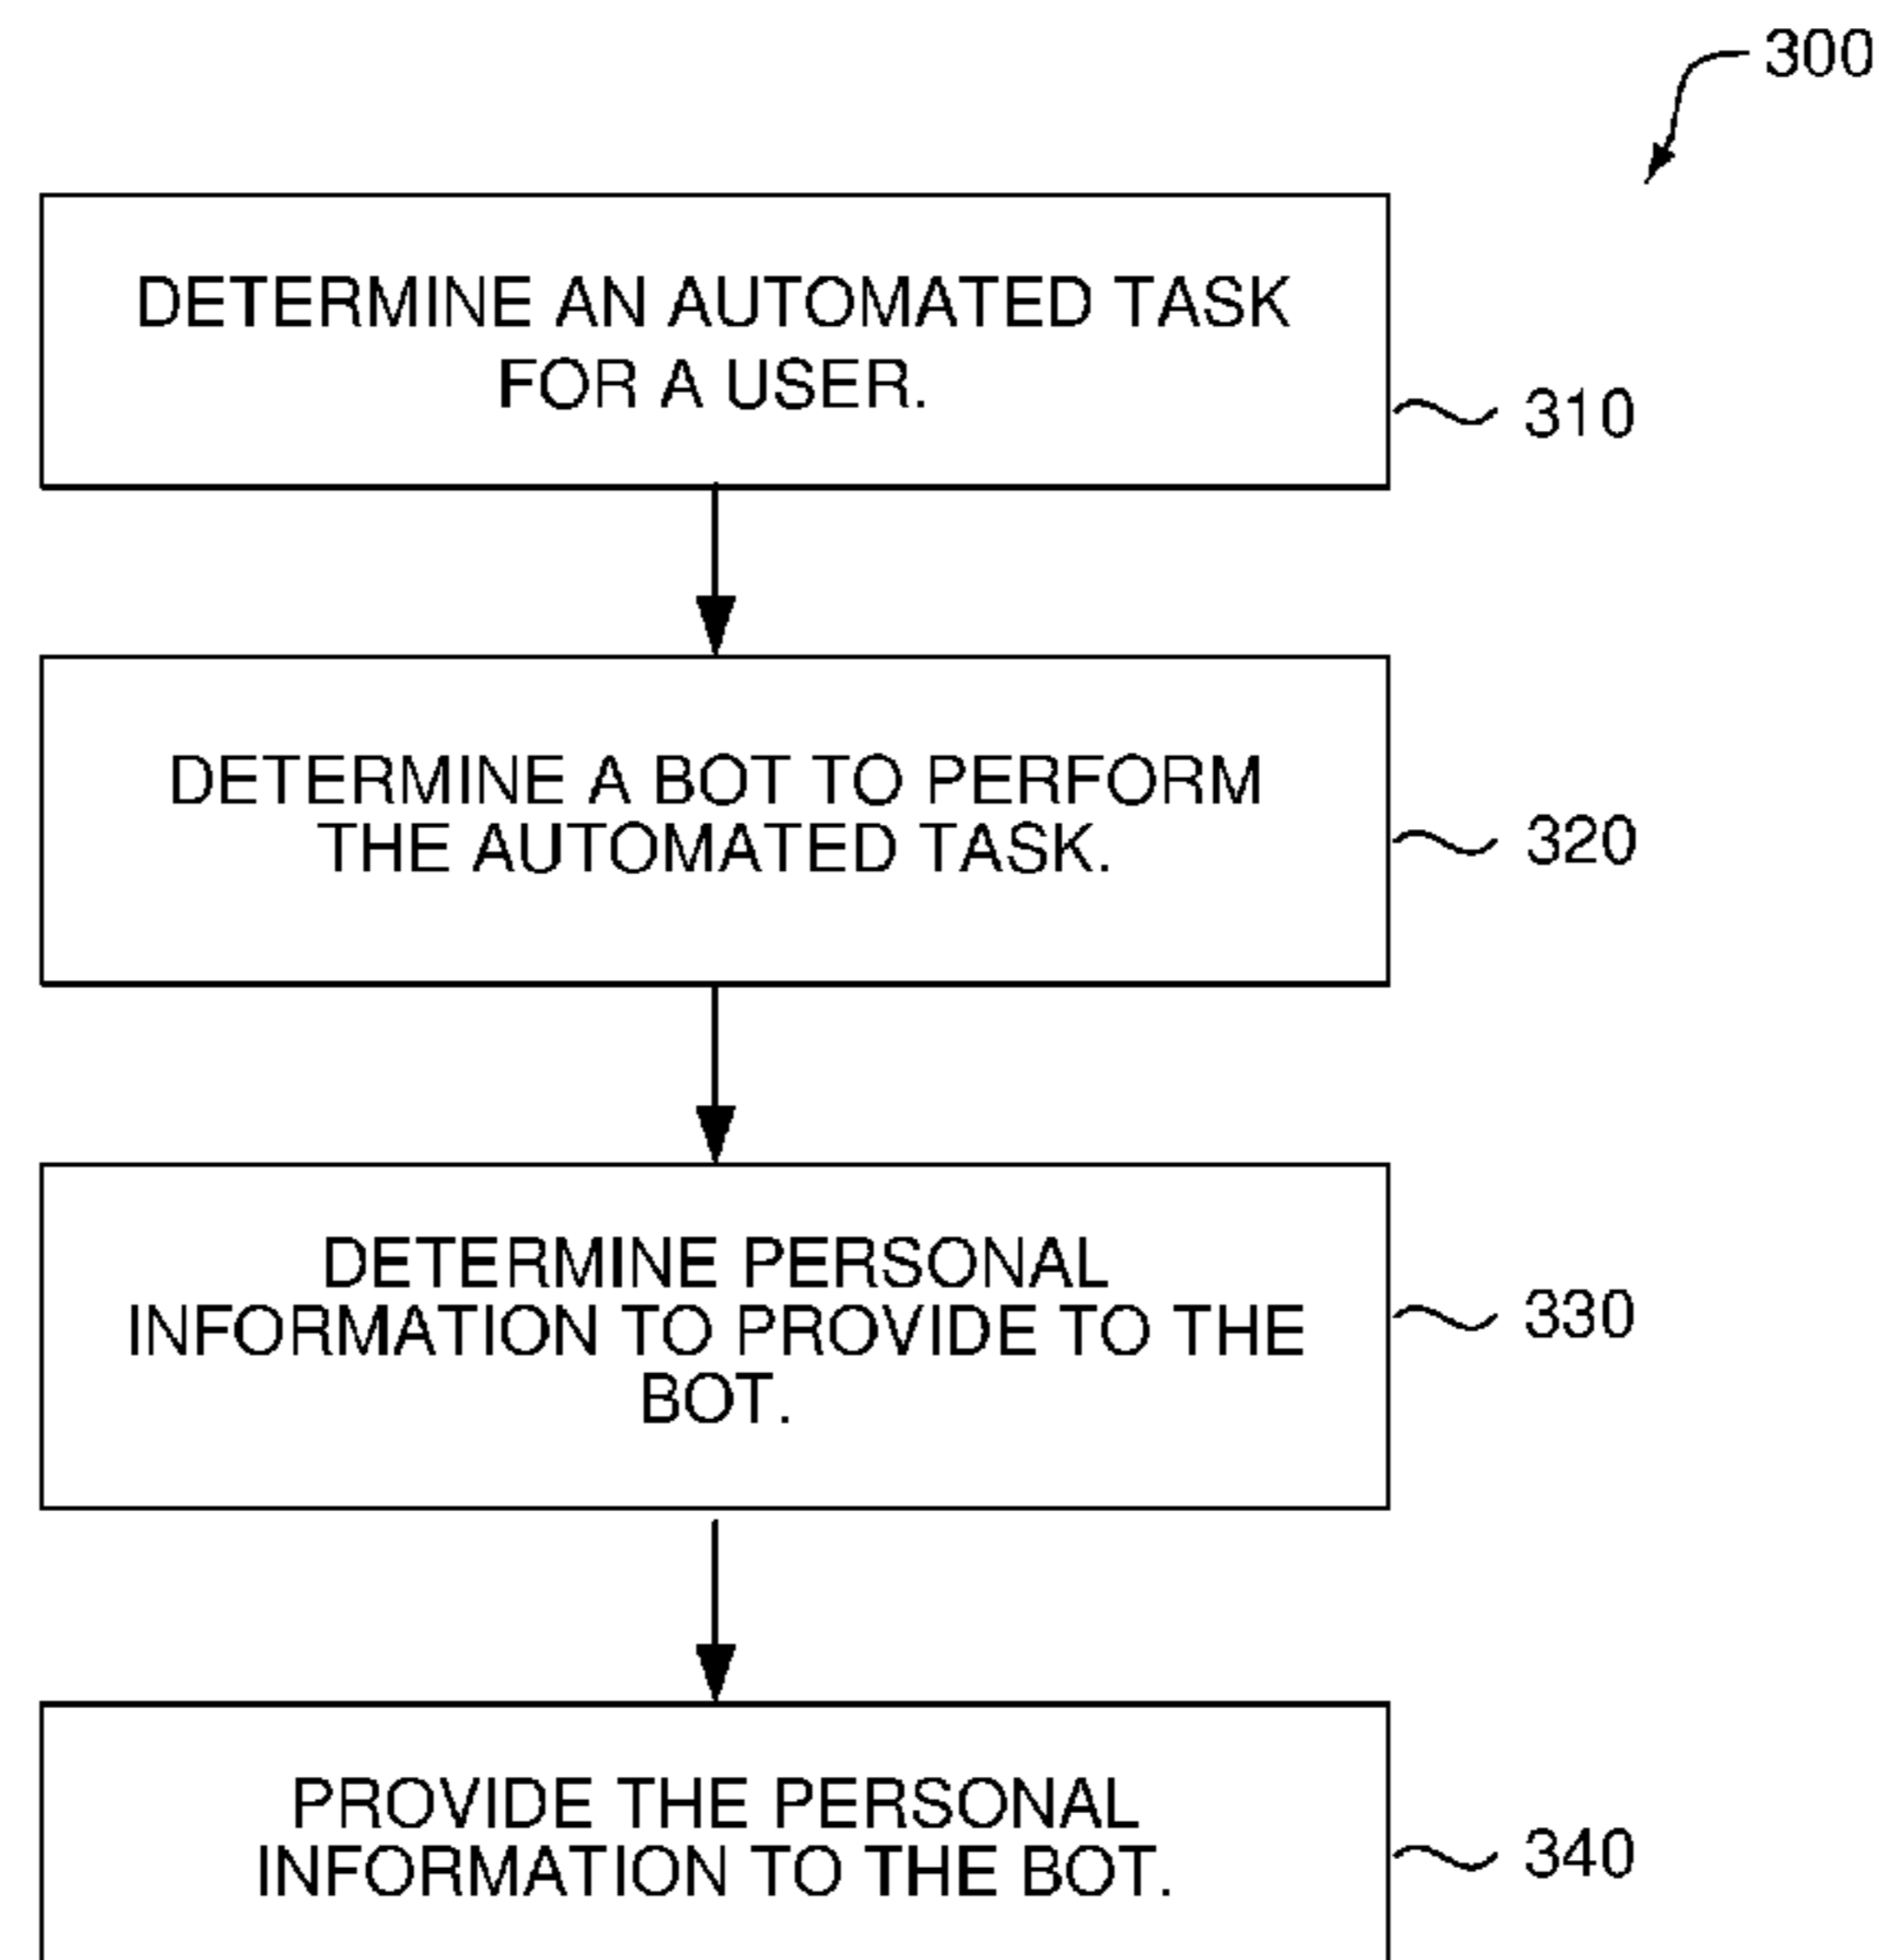 300
DETERMINE AN AUTOMATED TASK
FOR A USER.
310
DETERMINE A BOT TO PERFORM
THE AUTOMATED TASK.
320
DETERMINE PERSONAL
INFORMATION TO PROVIDE TO THE
BOT.
330
PROVIDE THE PERSONAL
INFORMATION TO THE BOT.
340